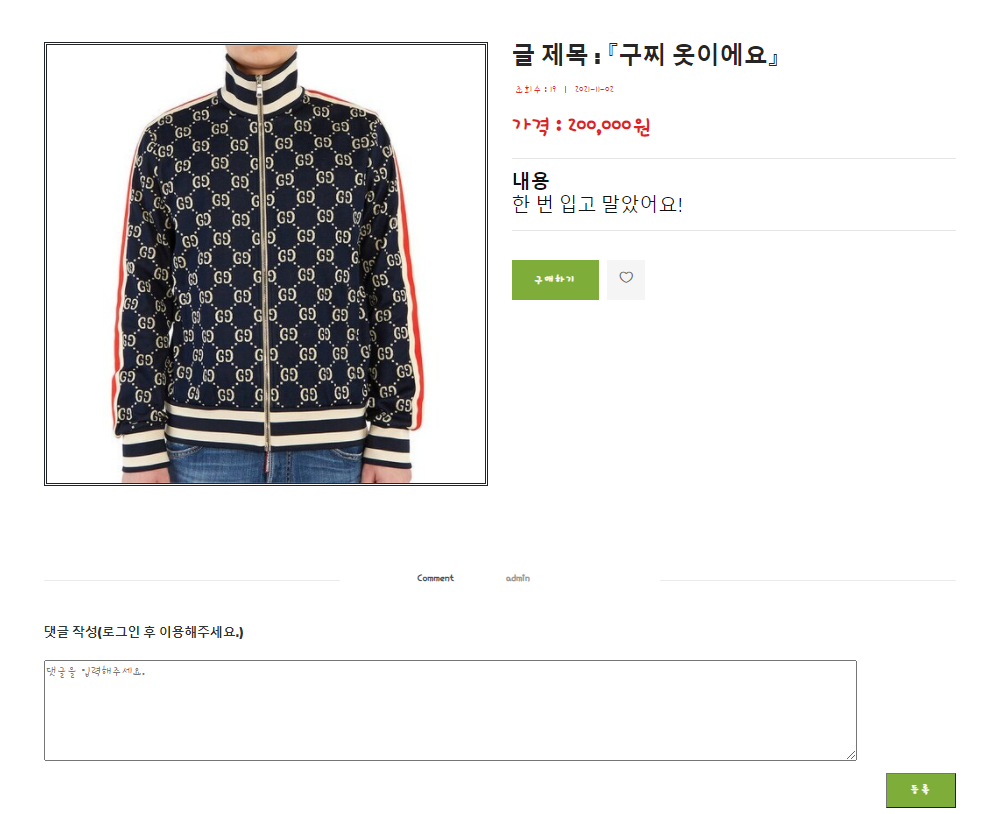 글 제목 : 『구찌 옷이에요』
조회수 : 19 | 2021-11-02
가격 : 200,000원
내용
한 번 입고 말았어요!
구매하기
Comment admin
댓글 작성(로그인 후 이용해주세요.)
댓글을 입력해주세요.
등록